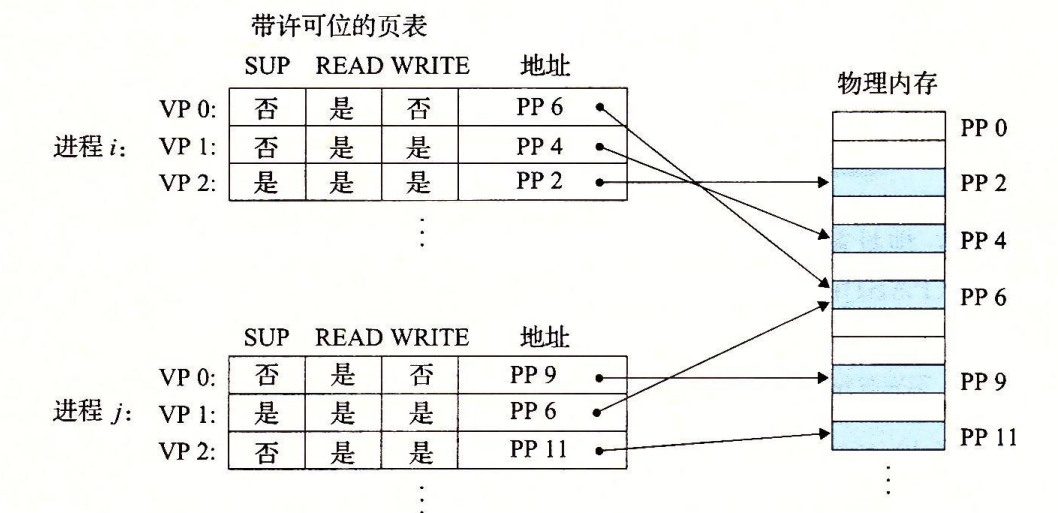 带许可位的页表
SUP READ WRITE 地址
VP 0: 否 是 否 PP 6
进程 i: VP 1: 否 是 是 PP 4
VP 2: 是 是 是 PP 2
⋮
SUP READ WRITE 地址
VP 0: 否 是 否 PP 9
进程 j: VP 1: 是 是 是 PP 6
VP 2: 否 是 是 PP 11
⋮
物理内存
PP 0
PP 2
PP 4
PP 6
PP 9
PP 11
⋮